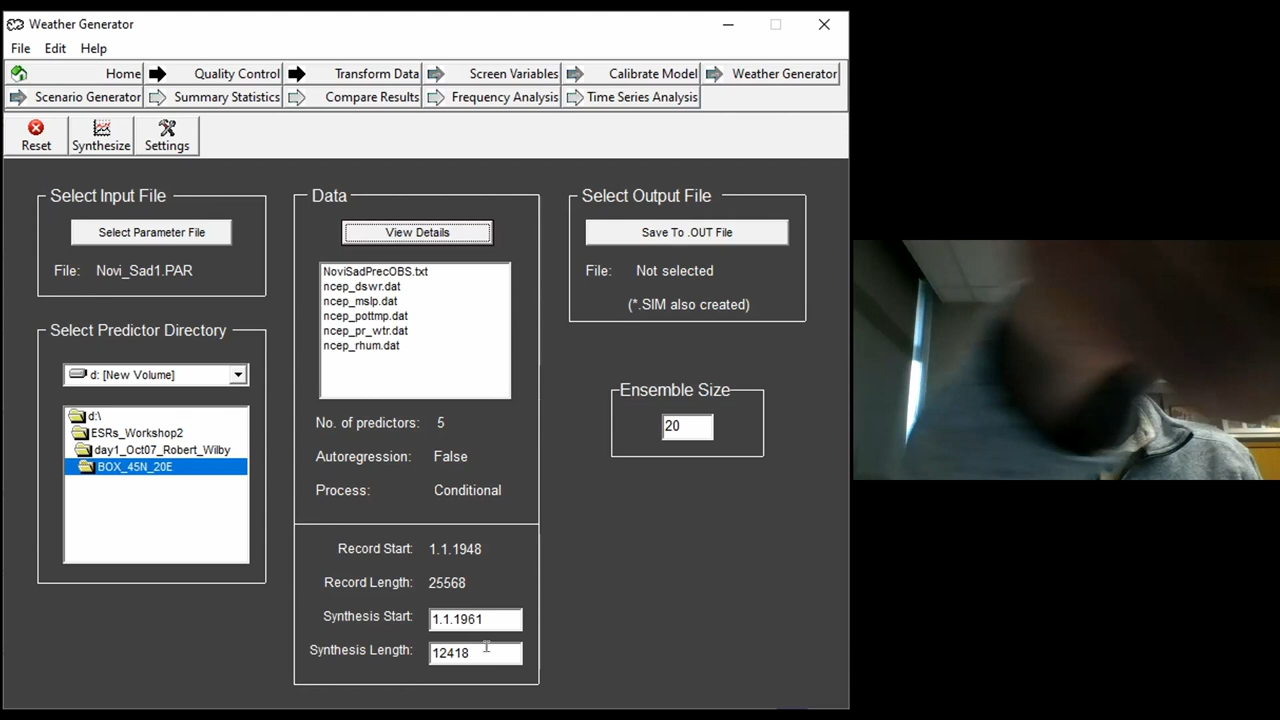 Weather Generator
File Edit Help
Home Quality Control Transform Data Screen Variables Calibrate Model Weather Generator
Scenario Generator Summary Statistics Compare Results Frequency Analysis Time Series Analysis
Reset Synthesize Settings
Select Input File
Select Parameter File
File: Novi_Sad1.PAR
Select Predictor Directory
d: [New Volume]
d:\
ESRs_Workshop2
day1_Oct07_Robert_Wilby
BOX_45N_20E
Data
View Details
NoviSadPrecOBS.txt
ncep_dswr.dat
ncep_mslp.dat
ncep_pottmp.dat
ncep_pr_wtr.dat
ncep_rhum.dat
No. of predictors: 5
Autoregression: False
Process: Conditional
Record Start: 1.1.1948
Record Length: 25568
Synthesis Start: 1.1.1961
Synthesis Length: 12418
Select Output File
Save To .OUT File
File: Not selected
(*.SIM also created)
Ensemble Size
20